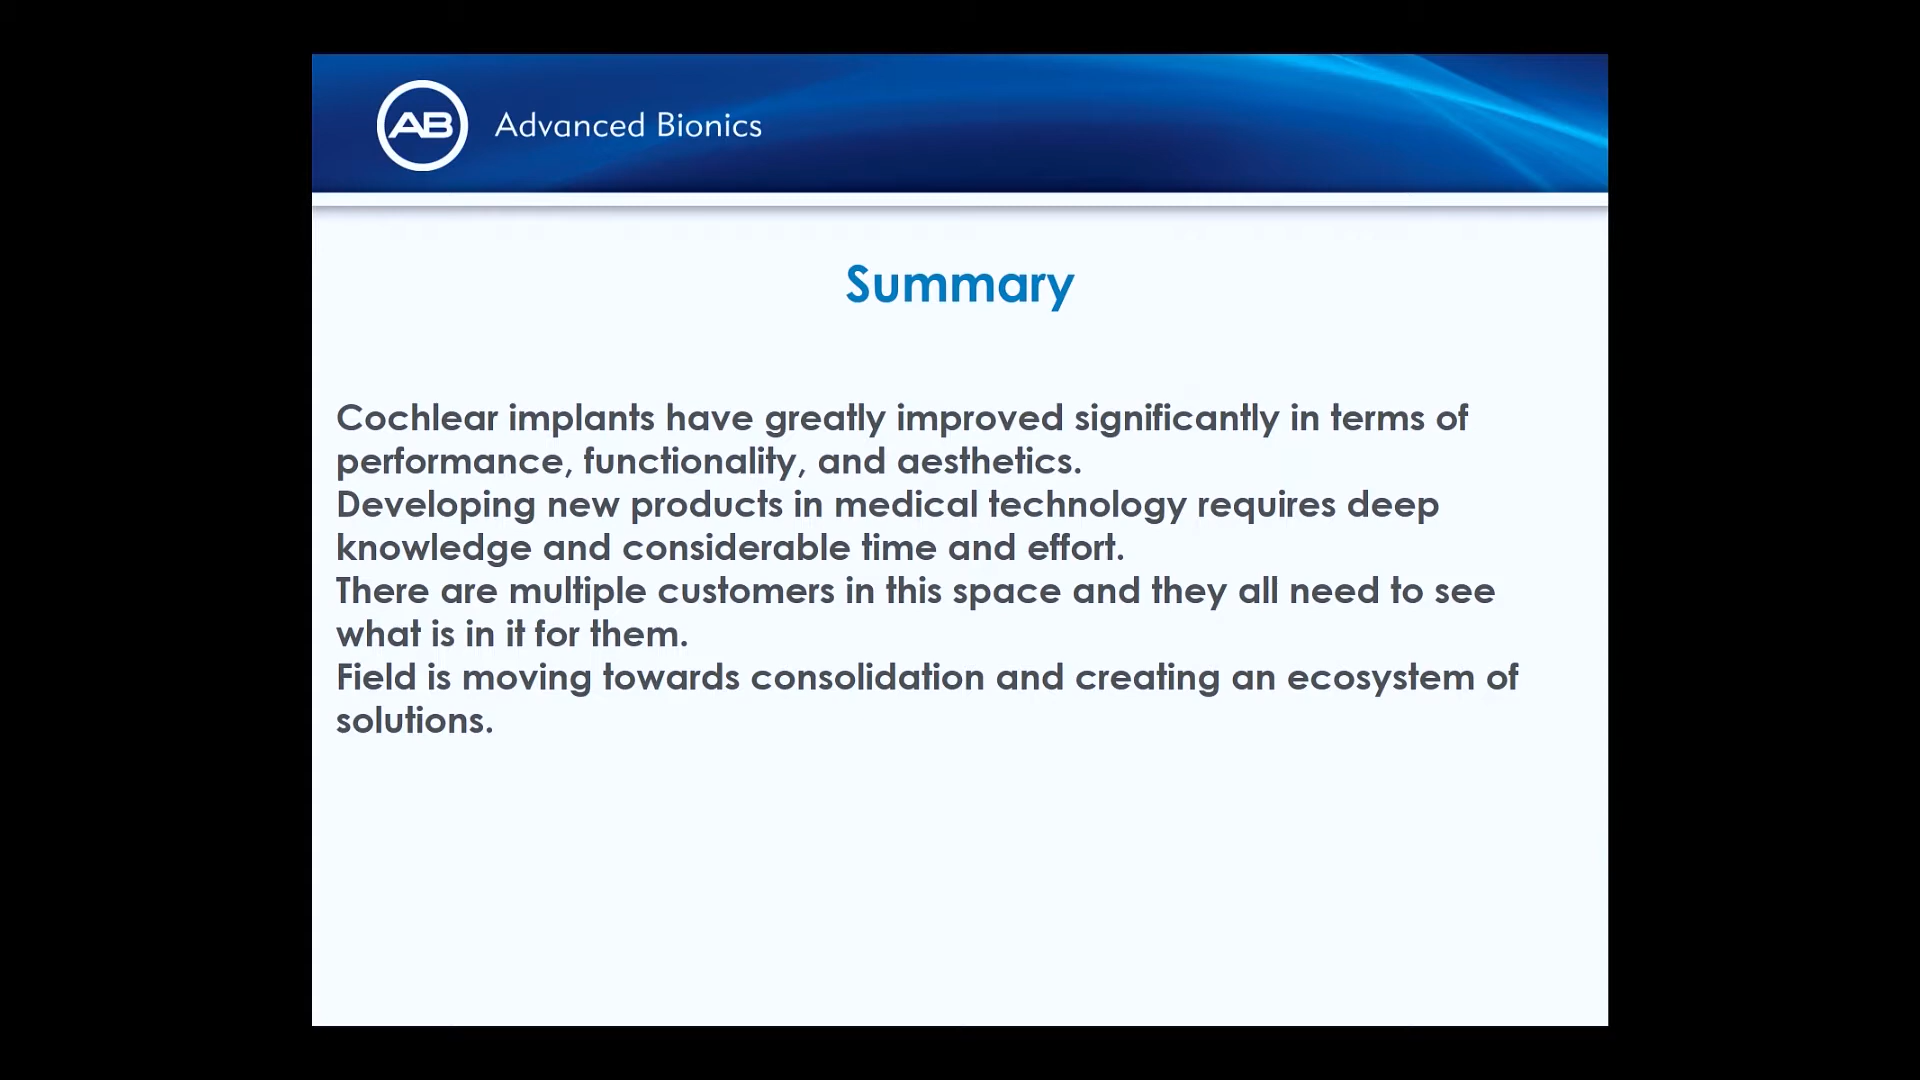 AB Advanced Bionics
Summary
Cochlear implants have greatly improved significantly in terms of
performance, functionality, and aesthetics.
Developing new products in medical technology requires deep
knowledge and considerable time and effort.
There are multiple customers in this space and they all need to see
what is in it for them.
Field is moving towards consolidation and creating an ecosystem of
solutions.